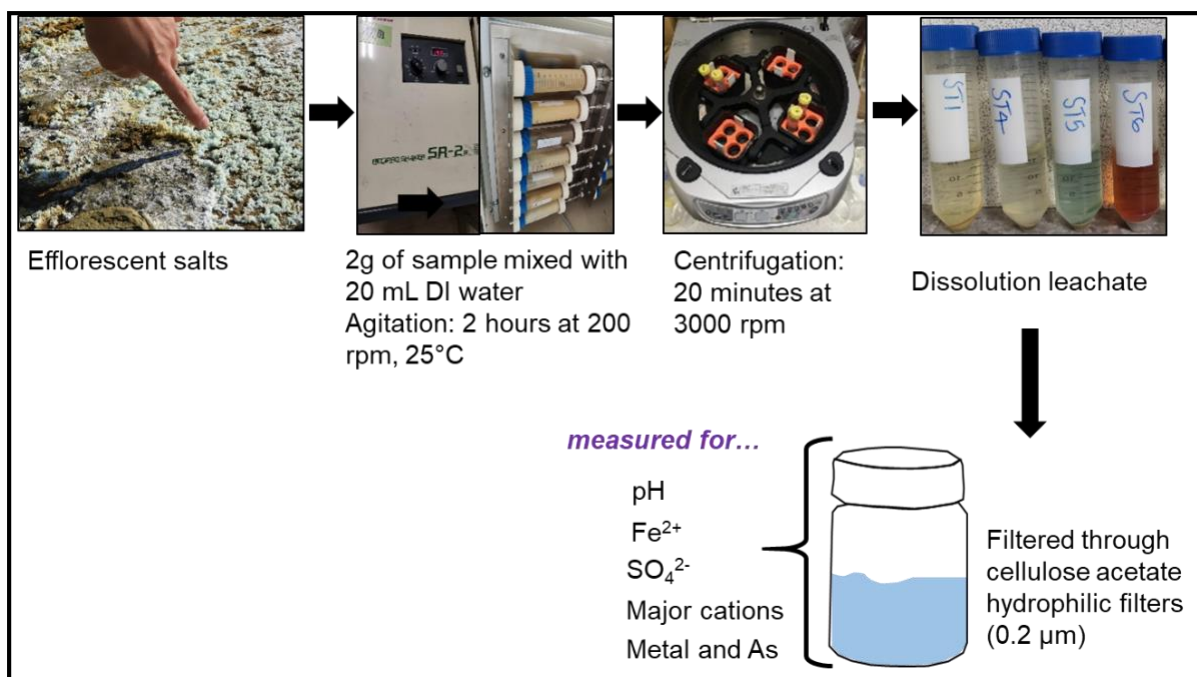 SA-2
ST1
ST4
ST5
ST6
Efflorescent salts
2g of sample mixed with
20 mL DI water
Agitation: 2 hours at 200
rpm, 25°C
Centrifugation:
20 minutes at
3000 rpm
Dissolution leachate
measured for...
pH
Fe²⁺
SO₄²⁻
Major cations
Metal and As
Filtered through
cellulose acetate
hydrophilic filters
(0.2 µm)